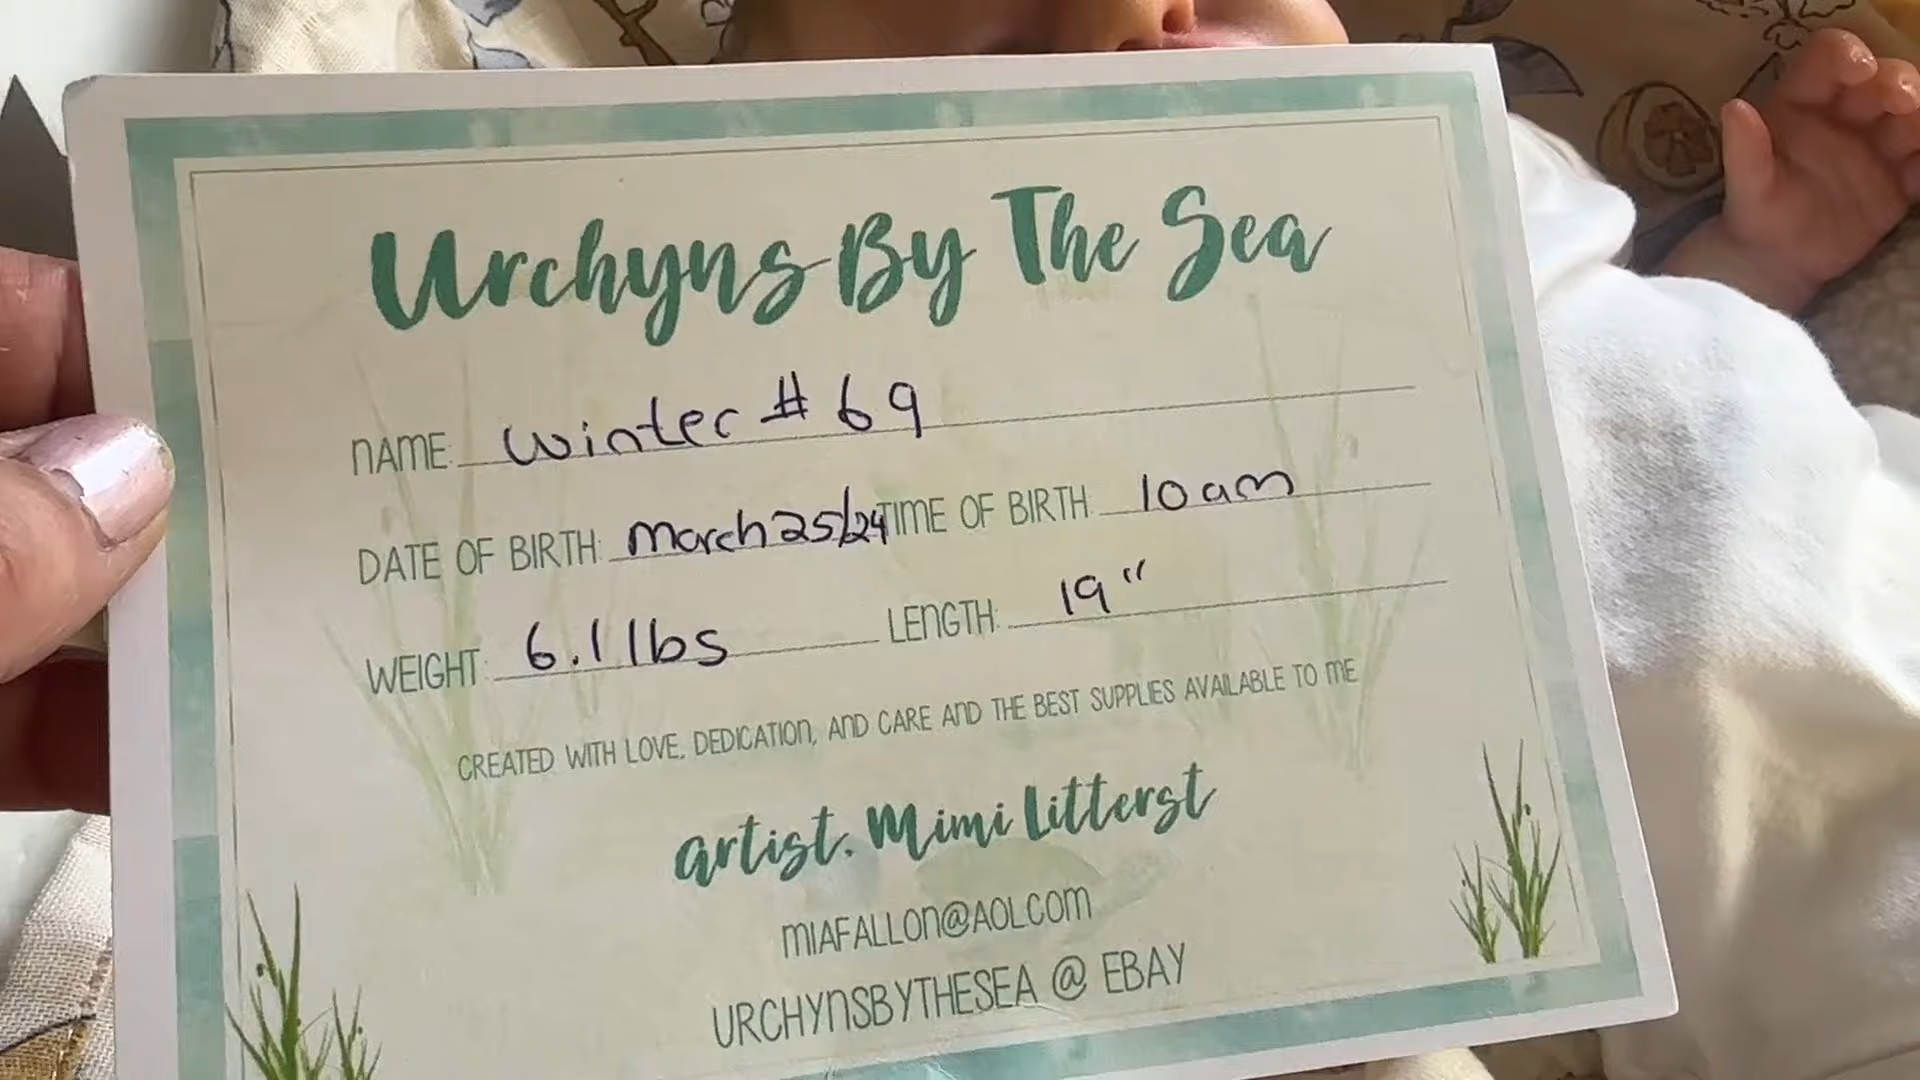 Urchyns By The Sea
NAME: Winter # 69
DATE OF BIRTH: March 25/24 TIME OF BIRTH: 10 am
WEIGHT: 6.1 lbs LENGTH: 19"
CREATED WITH LOVE, DEDICATION, AND CARE AND THE BEST SUPPLIES AVAILABLE TO ME
artist. Mimi Litterst
MIAFALLON@AOL.COM
URCHYNSBYTHESEA @ EBAY